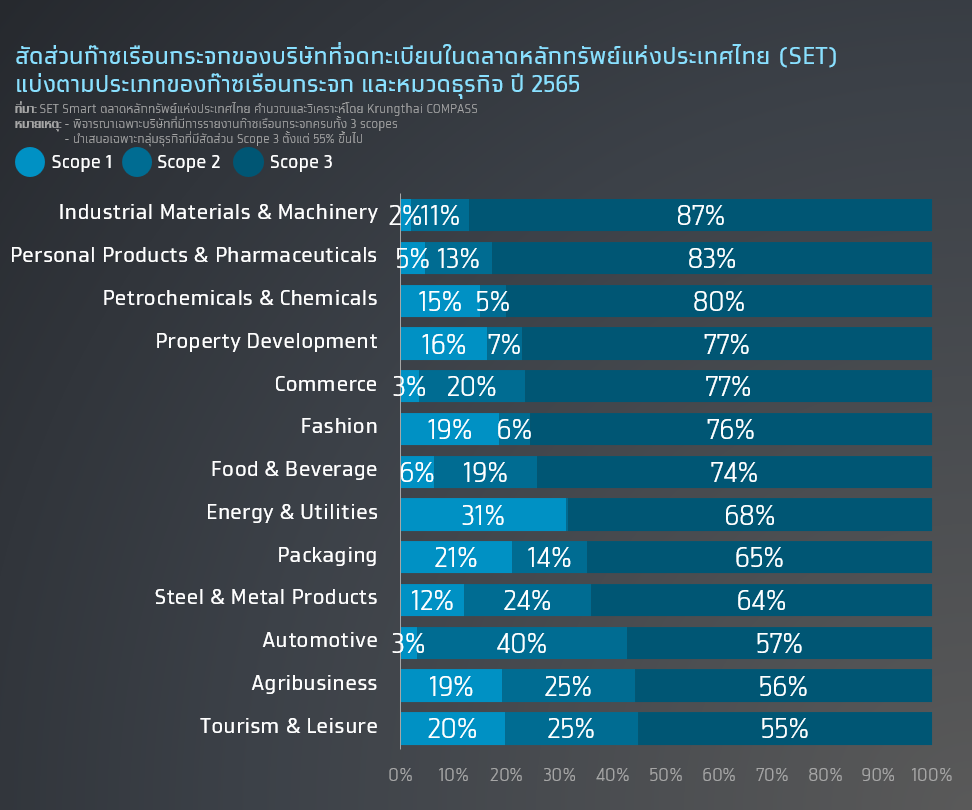 สัดส่วนก๊าซเรือนกระจกของบริษัทที่จดทะเบียนในตลาดหลักทรัพย์แห่งประเทศไทย (SET)
แบ่งตามประเภทของก๊าซเรือนกระจก และหมวดธุรกิจ ปี 2565
ที่มา: SET Smart ตลาดหลักทรัพย์แห่งประเทศไทย คำนวณและวิเคราะห์โดย Krungthai COMPASS
หมายเหตุ: - พิจารณาเฉพาะบริษัทที่มีการรายงานก๊าซเรือนกระจกครบทั้ง 3 scopes
- นำเสนอเฉพาะกลุ่มธุรกิจที่มีสัดส่วน Scope 3 ตั้งแต่ 55% ขึ้นไป
Scope 1 Scope 2 Scope 3
Industrial Materials & Machinery 2% 11% 87%
Personal Products & Pharmaceuticals 5% 13% 83%
Petrochemicals & Chemicals 15% 5% 80%
Property Development 16% 7% 77%
Commerce 3% 20% 77%
Fashion 19% 6% 76%
Food & Beverage 6% 19% 74%
Energy & Utilities 31% 68%
Packaging 21% 14% 65%
Steel & Metal Products 12% 24% 64%
Automotive 3% 40% 57%
Agribusiness 19% 25% 56%
Tourism & Leisure 20% 25% 55%
0% 10% 20% 30% 40% 50% 60% 70% 80% 90% 100%